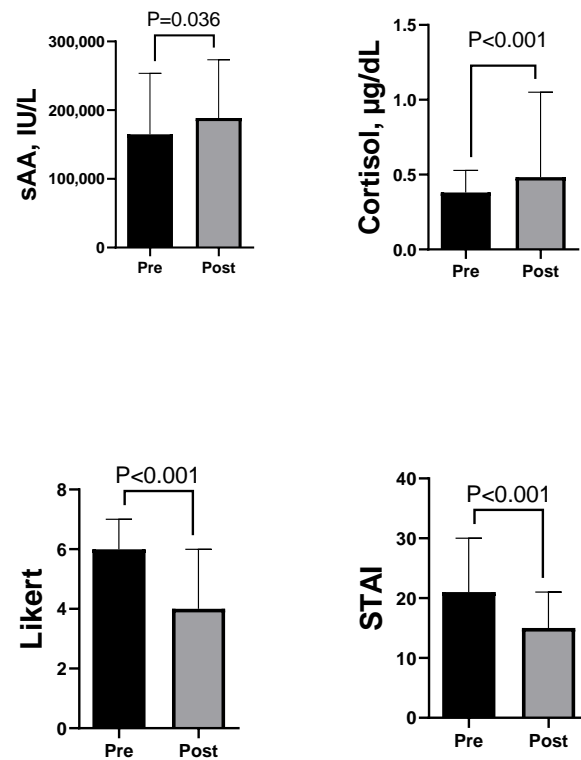 P=0.036
300,000
200,000
100,000
0
sAA, IU/L
Pre Post
P<0.001
1.5
1.0
0.5
0.0
Cortisol, µg/dL
Pre Post
P<0.001
8
6
4
2
0
Likert
Pre Post
P<0.001
40
30
20
10
0
STAI
Pre Post